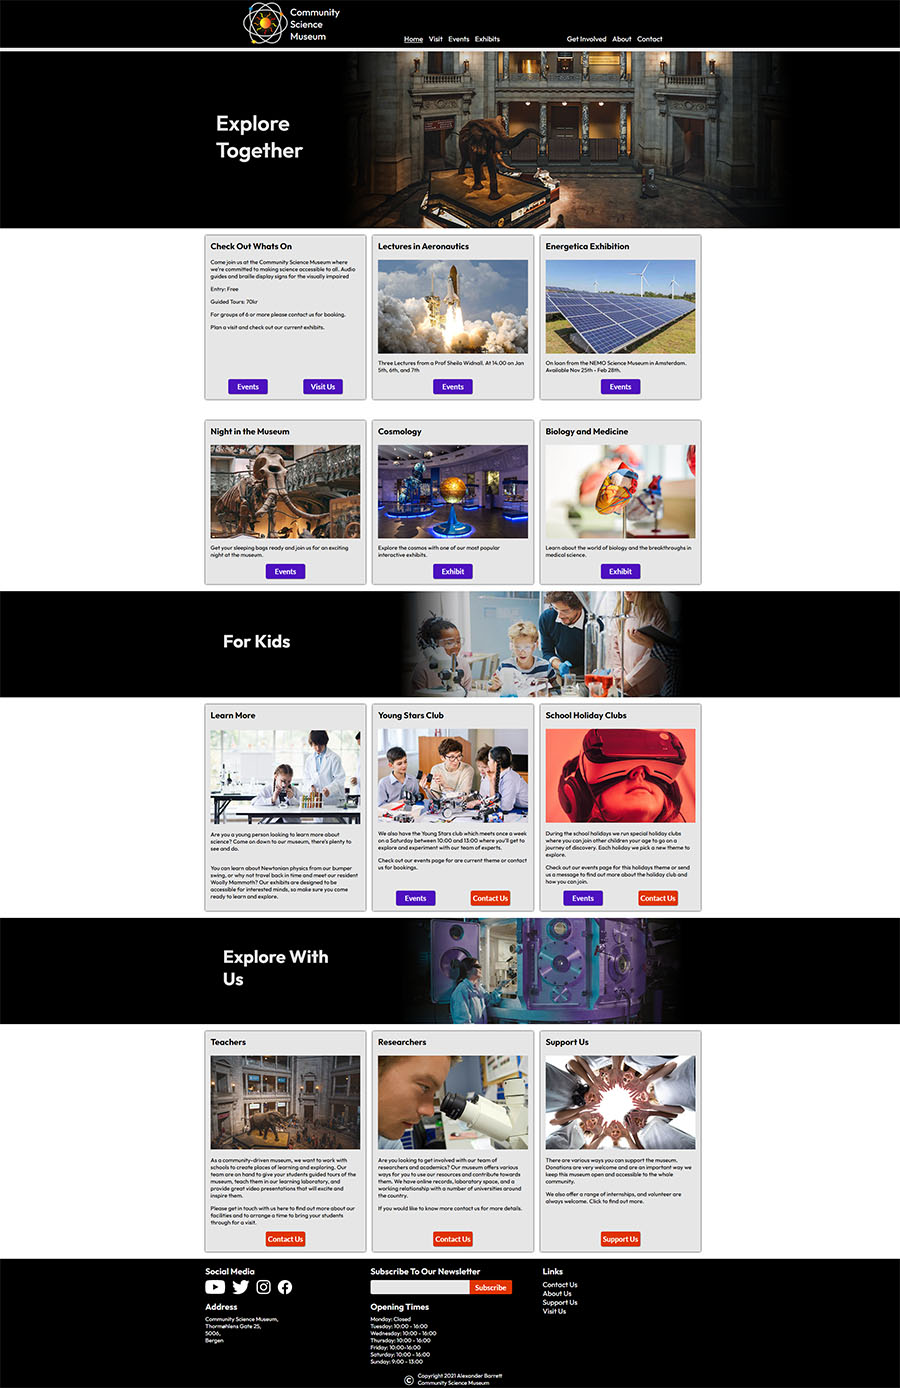 Community
Science
Museum
Home Visit Events Exhibits
Get Involved About Contact
Explore
Together
Check Out Whats On
Come join us at the Community Science Museum where
we're committed to making science accessible to all. Audio
guides and braile display signs for the visually impaired
Entry: Free
Guided Tours: 70kr
For groups of 6 or more please contact us for booking.
Plan a visit and check out our current exhibits.
Events
Visit Us
Lectures in Aeronautics
Three Lectures from a Prof Sheila Widnall. At 14.00 on Jan
5th, 6th, and 7th
Events
Energetica Exhibition
On loan from the NEMO Science Museum in Amsterdam.
Available Nov 25th - Feb 28th.
Events
Night in the Museum
Get your sleeping bags ready and join us for an exciting
night at the museum.
Events
Cosmology
Explore the cosmos with one of our most popular
interactive exhibits.
Exhibit
Biology and Medicine
Learn about the world of biology and the breakthroughs in
medical science.
Exhibit
For Kids
Learn More
Are you a young person looking to learn more about
science? Come on down to our museum, there's plenty to
see and do.
You can learn about Newtonian physics from our bumper
swing, or why not travel back in time and meet our resident
Woolly Mammoth? Our exhibits are designed to be
accessible for interested minds, so make sure you come
ready to learn and explore.
Young Stars Club
We also have the Young Stars club which meets once a week
on a Saturday between 10:00 and 13:00 where you'll get to
explore and experiment with our team of experts.
Check out our events page for are current theme or contact
us for bookings.
Events
Contact Us
School Holiday Clubs
During the school holidays we run special holiday clubs
where you can join other children your age to go on a
journey of discovery. Each holiday we pick a new theme to
explore.
Check out our events page for this holidays theme or send
us a message to find out more about the holiday club and
how you can join.
Events
Contact Us
Explore With
Us
Teachers
As a community-driven museum, we want to work with
schools to create places of learning and exploring. Our
team are on hand to give your students guided tours of the
museum, teach them in our learning laboratory, and
provide great video presentations that will excite and
inspire them.
Please get in touch with us here to find out more about our
facilities and to arrange a time to bring your students
through for a visit.
Contact Us
Researchers
Are you looking to get involved with our team of
researchers and academics? Our museum offers various
ways for you to use our resources and contribute towards
them. We have online records, laboratory space, and a
working relationship with a number of universities around
the country.
If you would like to know more contact us for more details.
Contact Us
Support Us
There are various ways you can support the museum.
Donations are very welcome and are an important way we
keep this museum open and accessible to the whole
community.
We also offer a range of internships, and volunteer are
always welcome. Click to find out more.
Support Us
Social Media
Address
Community Science Museum,
Thormøhlens Gate 25,
5006,
Bergen
Subscribe To Our Newsletter
Subscribe
Opening Times
Monday: Closed
Tuesday: 10:00 - 16:00
Wednesday: 10:00 - 16:00
Thursday: 10:00 - 16:00
Friday: 10:00-16:00
Saturday: 10:00 - 16:00
Sunday: 9:00 - 13:00
Links
Contact Us
About Us
Support Us
Visit Us
© Copyright 2021 Alexander Barrett
Community Science Museum